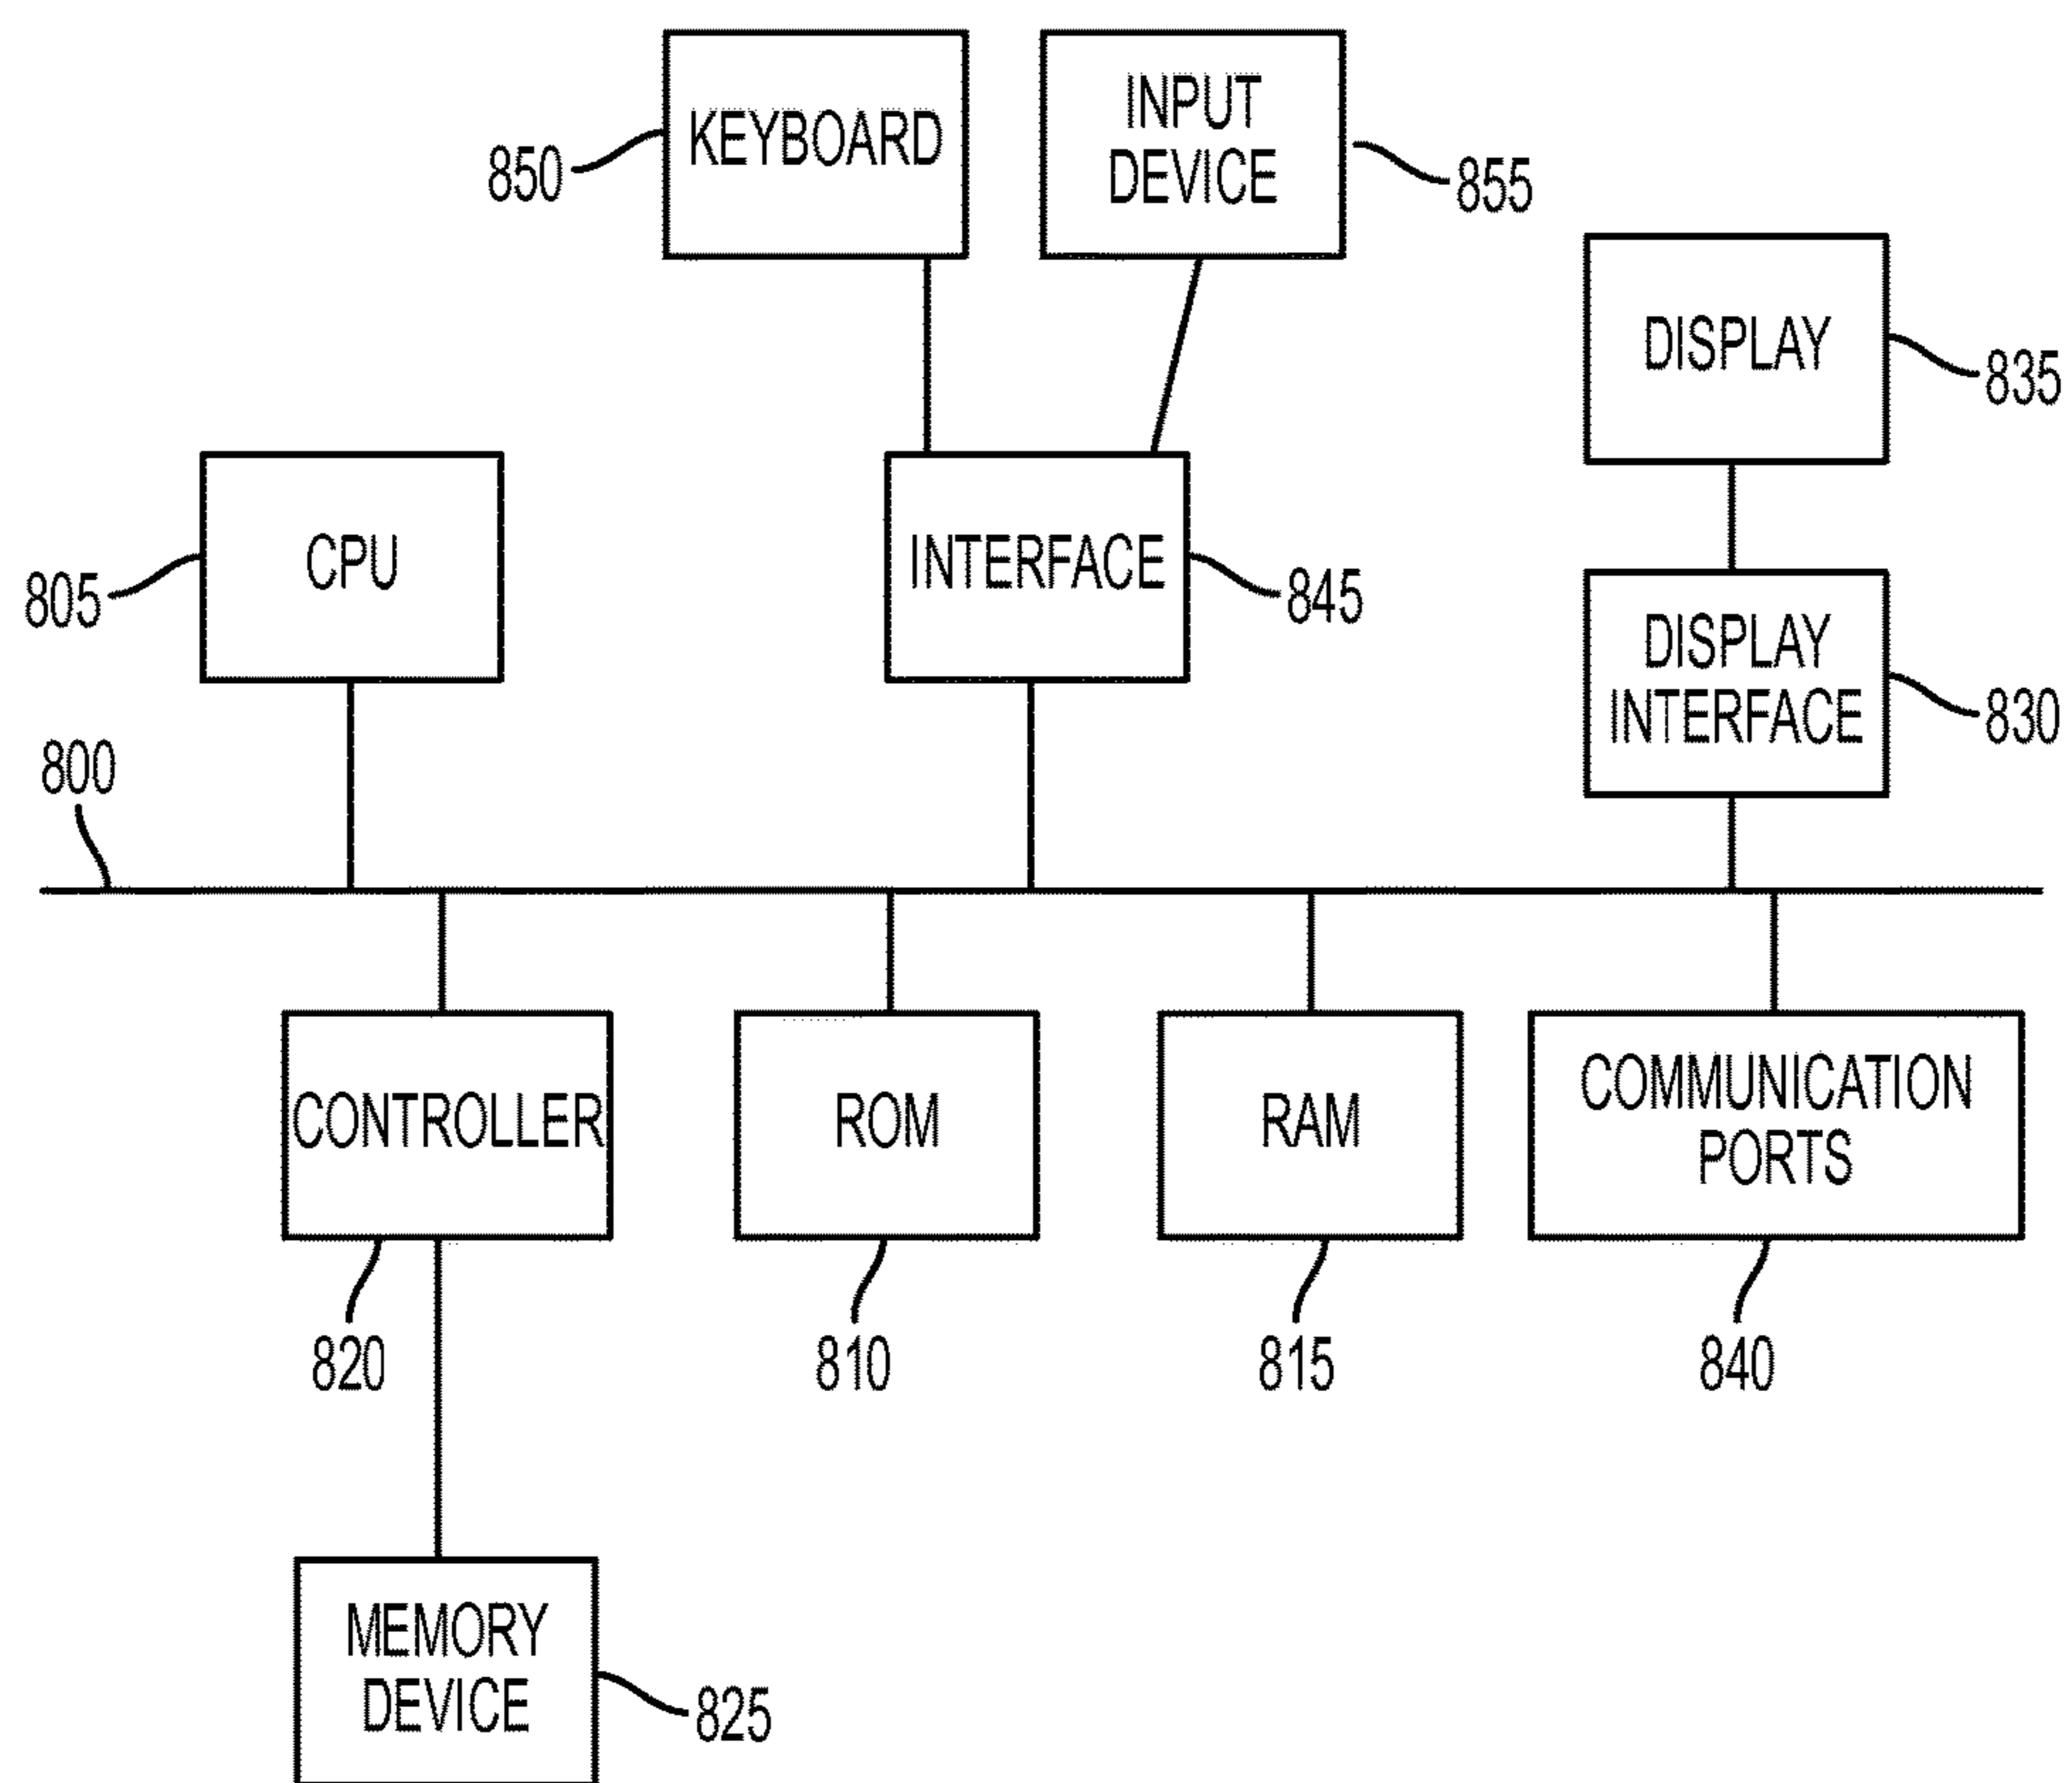 KEYBOARD
850
INPUT
DEVICE
855
DISPLAY
835
CPU
805
INTERFACE
845
DISPLAY
INTERFACE
830
800
CONTROLLER
820
ROM
810
RAM
815
COMMUNICATION
PORTS
840
MEMORY
DEVICE
825